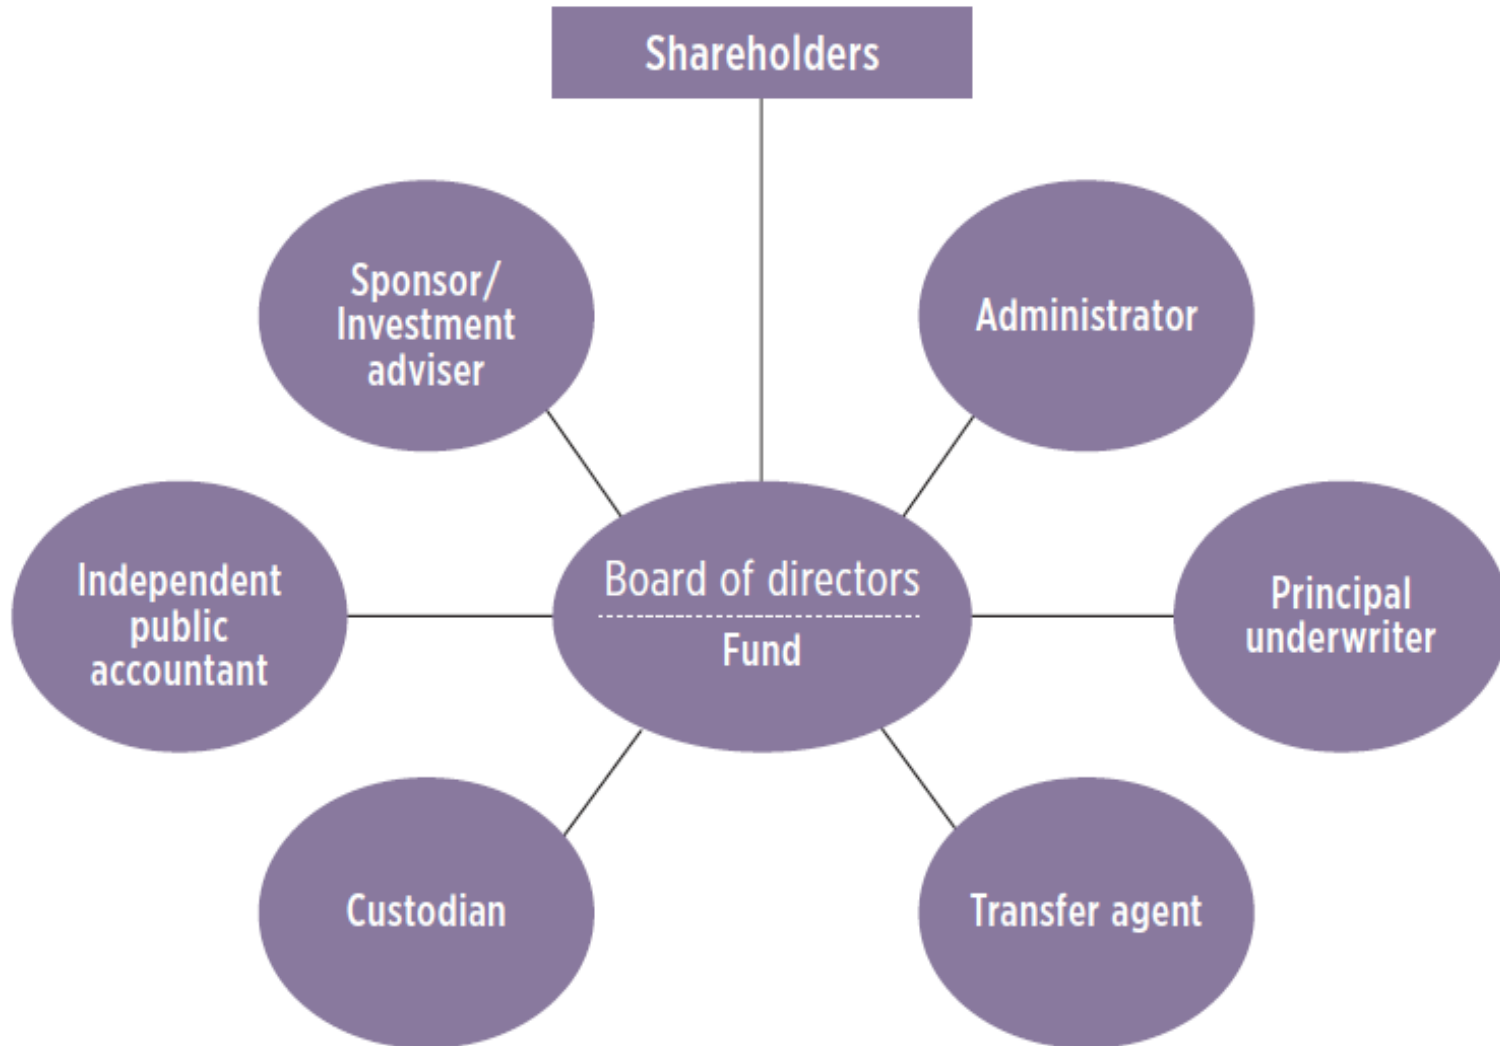 Shareholders
Sponsor/
Investment
adviser
Administrator
Independent
public
accountant
Board of directors
Fund
Principal
underwriter
Custodian
Transfer agent